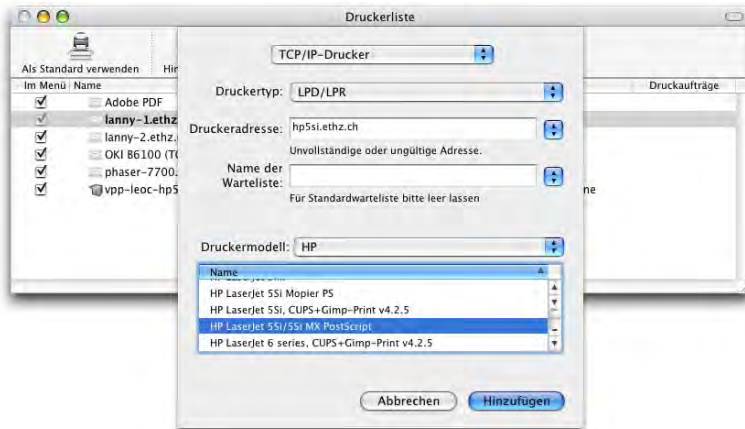 Druckerliste
TCP/IP-Drucker
Als Standard verwenden
Im Menü Name
Druckaufträge
Adobe PDF
lanny-1.ethz
lanny-2.ethz.
OKI B6100 (TC
phaser-7700.
vpp-leoc-hp5
ne
Druckertyp: LPD/LPR
Druckeradresse: hp5si.ethz.ch
Unvollständige oder ungültige Adresse.
Name der
Warteliste:
Für Standardwarteliste bitte leer lassen
Druckermodell: HP
Name
HP LaserJet 5Si Mopier PS
HP LaserJet 5Si, CUPS+Gimp-Print v4.2.5
HP LaserJet 5Si/5Si MX PostScript
HP LaserJet 6 series, CUPS+Gimp-Print v4.2.5
Abbrechen
Hinzufügen